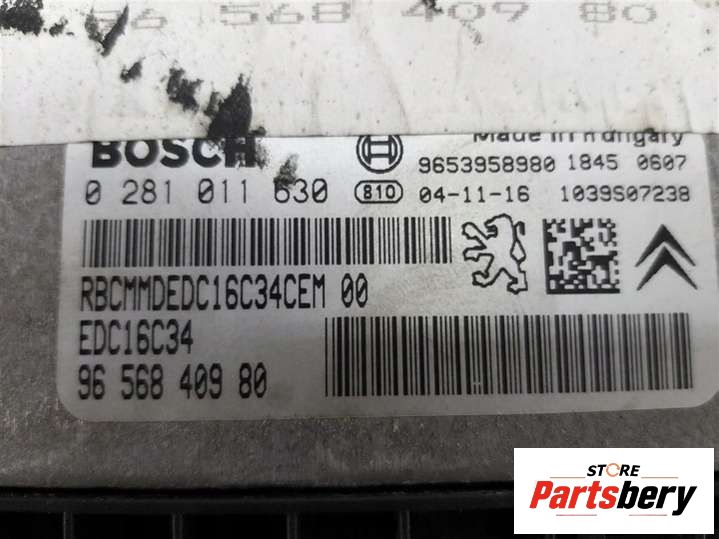 96 568 409 80
BOSCH
Made in Hungary
9653958980 1845 0607
0 281 011 630 810 04-11-16 1039S07238
RBCMMDEDC16C34CEM 00
EDC16C34
96 568 409 80
STORE
Partsbery